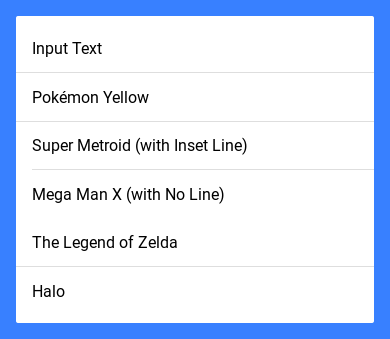 Input Text
Pokémon Yellow
Super Metroid (with Inset Line)
Mega Man X (with No Line)
The Legend of Zelda
Halo